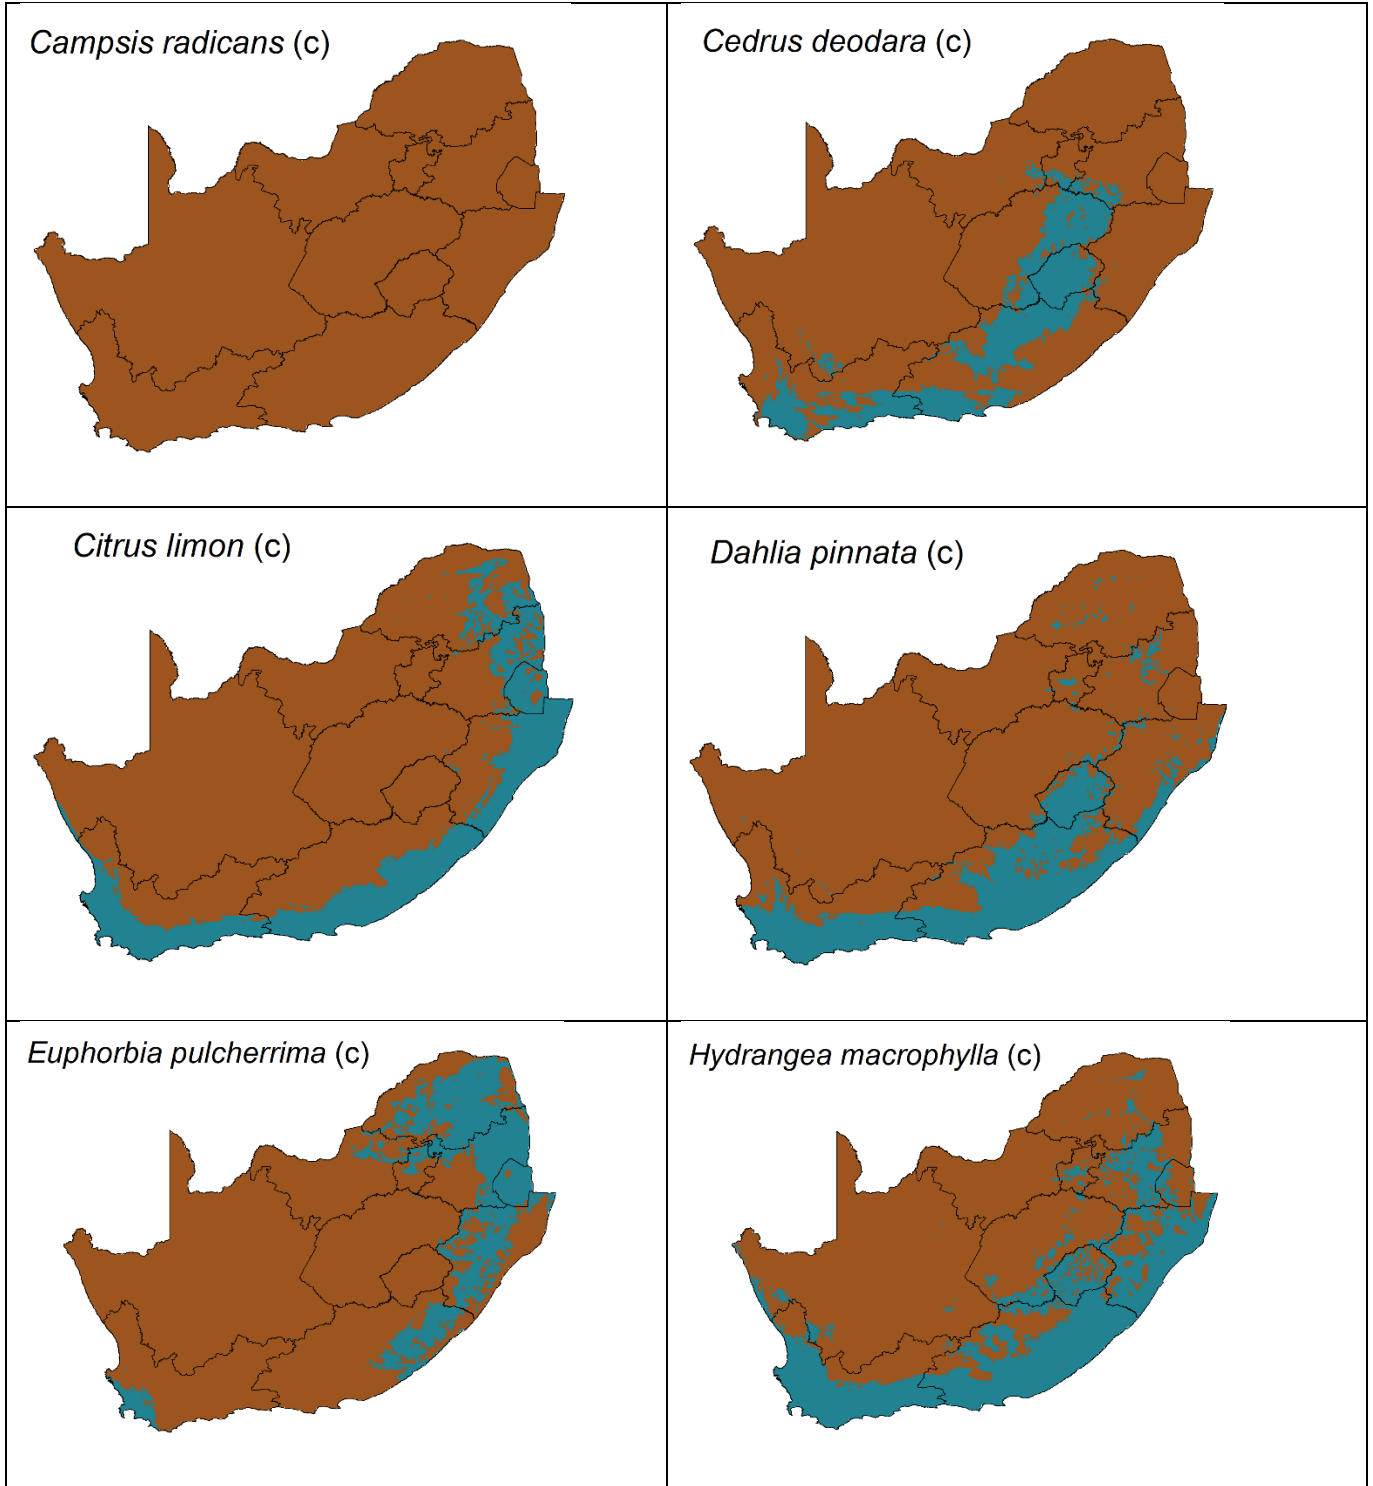 Campsis radicans (c)
Cedrus deodara (c)
Citrus limon (c)
Dahlia pinnata (c)
Euphorbia pulcherrima (c)
Hydrangea macrophylla (c)